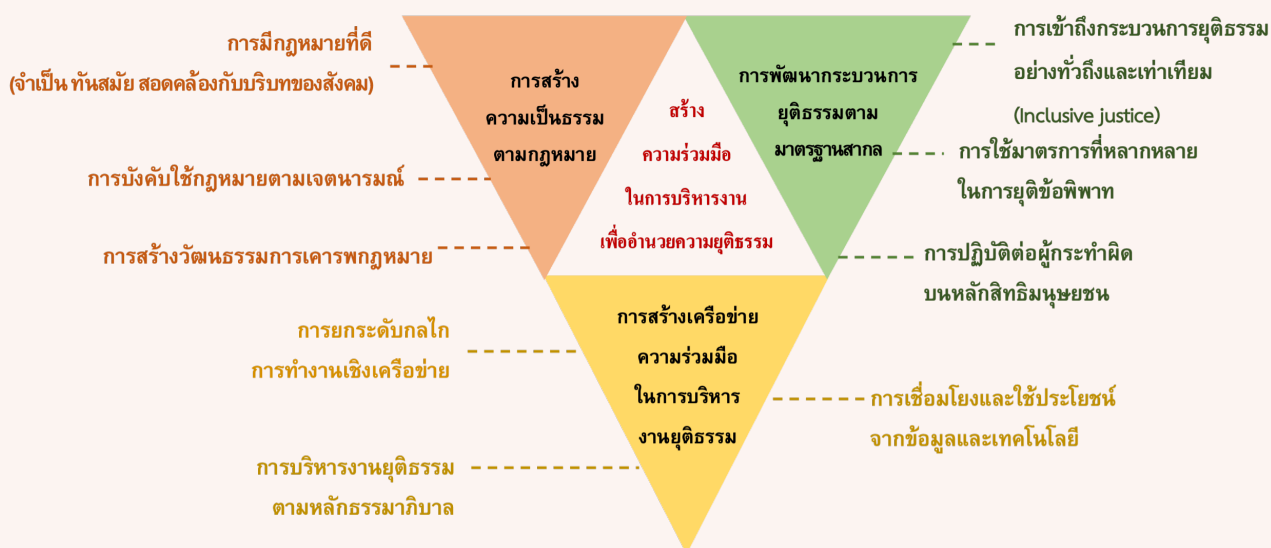 การมีกฎหมายที่ดี
(จำเป็น ทันสมัย สอดคล้องกับบริบทของสังคม)
การบังคับใช้กฎหมายตามเจตนารมณ์
การสร้างวัฒนธรรมการเคารพกฎหมาย
การสร้าง
ความเป็นธรรม
ตามกฎหมาย
สร้าง
ความร่วมมือ
ในการบริหารงาน
เพื่ออำนวยความยุติธรรม
การพัฒนากระบวนการ
ยุติธรรมตาม
มาตรฐานสากล
การเข้าถึงกระบวนการยุติธรรม
อย่างทั่วถึงและเท่าเทียม
(Inclusive justice)
การใช้มาตรการที่หลากหลาย
ในการยุติข้อพิพาท
การปฏิบัติต่อผู้กระทำผิด
บนหลักสิทธิมนุษยชน
การยกระดับกลไก
การทำงานเชิงเครือข่าย
การบริหารงานยุติธรรม
ตามหลักธรรมาภิบาล
การสร้างเครือข่าย
ความร่วมมือ
ในการบริหาร
งานยุติธรรม
การเชื่อมโยงและใช้ประโยชน์
จากข้อมูลและเทคโนโลยี